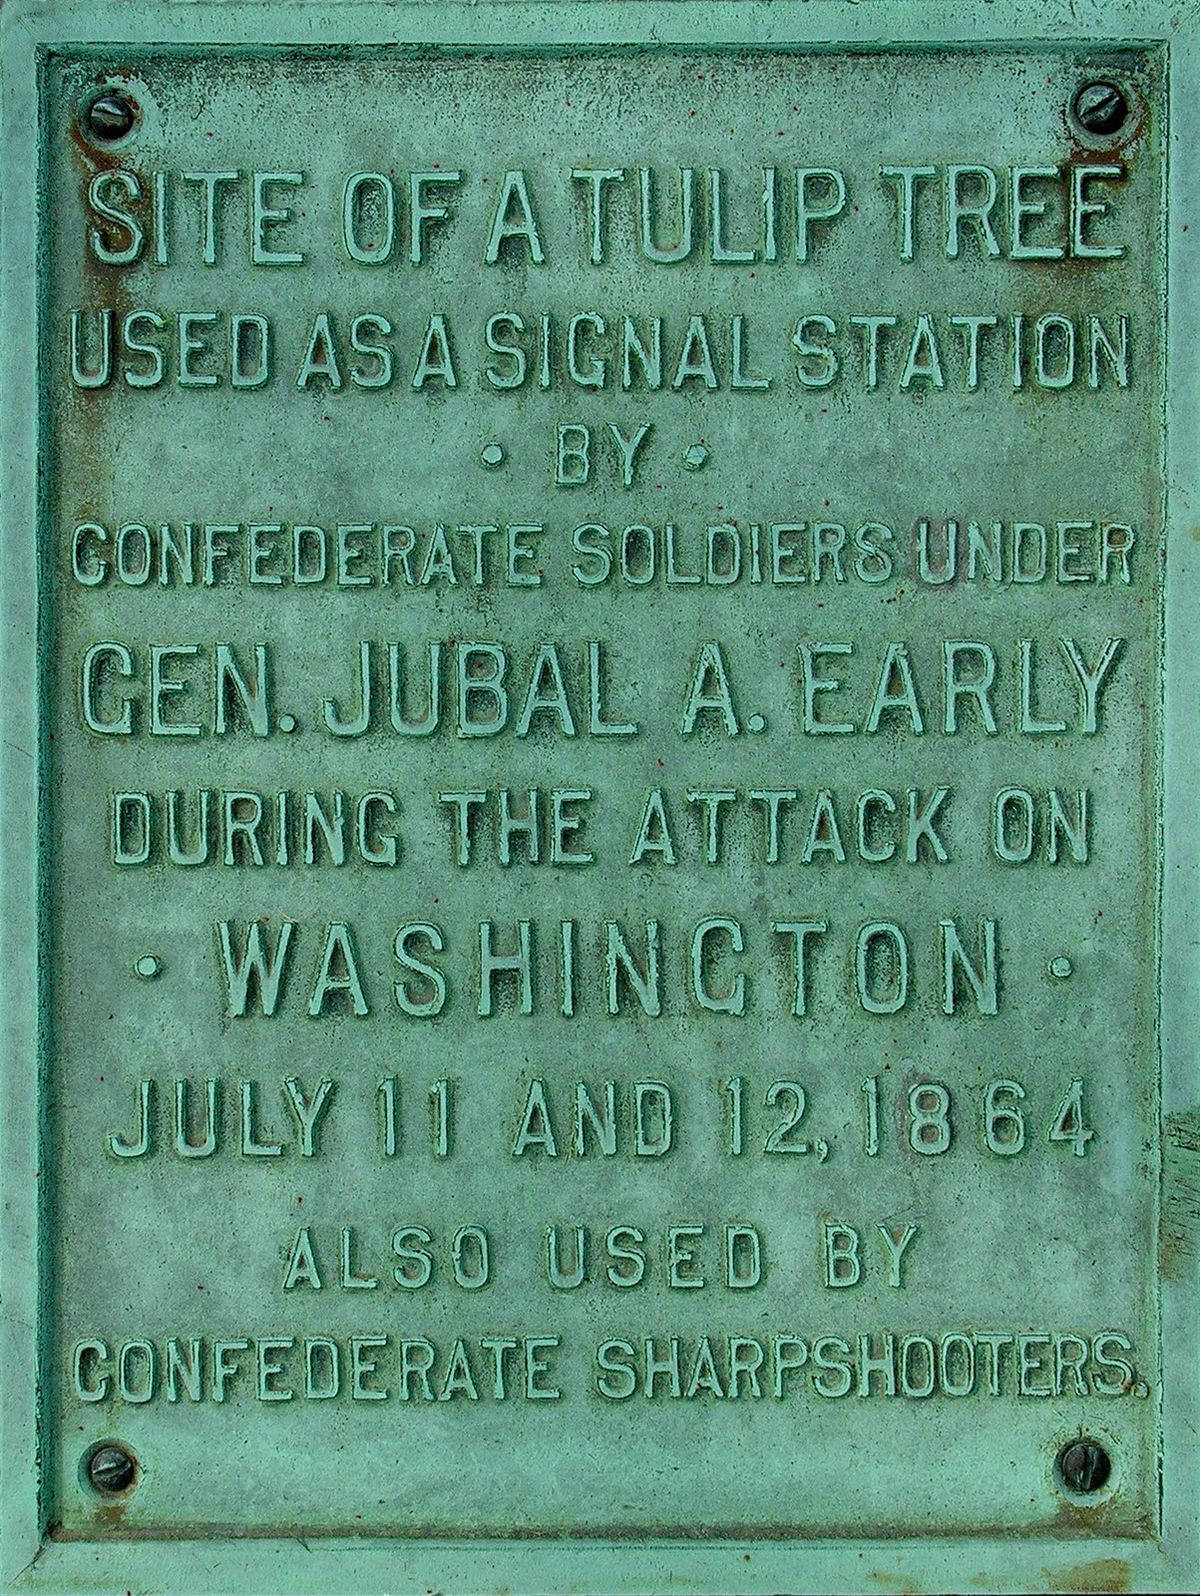 SITE OF A TULIP TREE
USED AS A SIGNAL STATION
· BY ·
CONFEDERATE SOLDIERS UNDER
GEN. JUBAL A. EARLY
DURING THE ATTACK ON
· WASHINGTON ·
JULY 11 AND 12, 1864
ALSO USED BY
CONFEDERATE SHARPSHOOTERS.